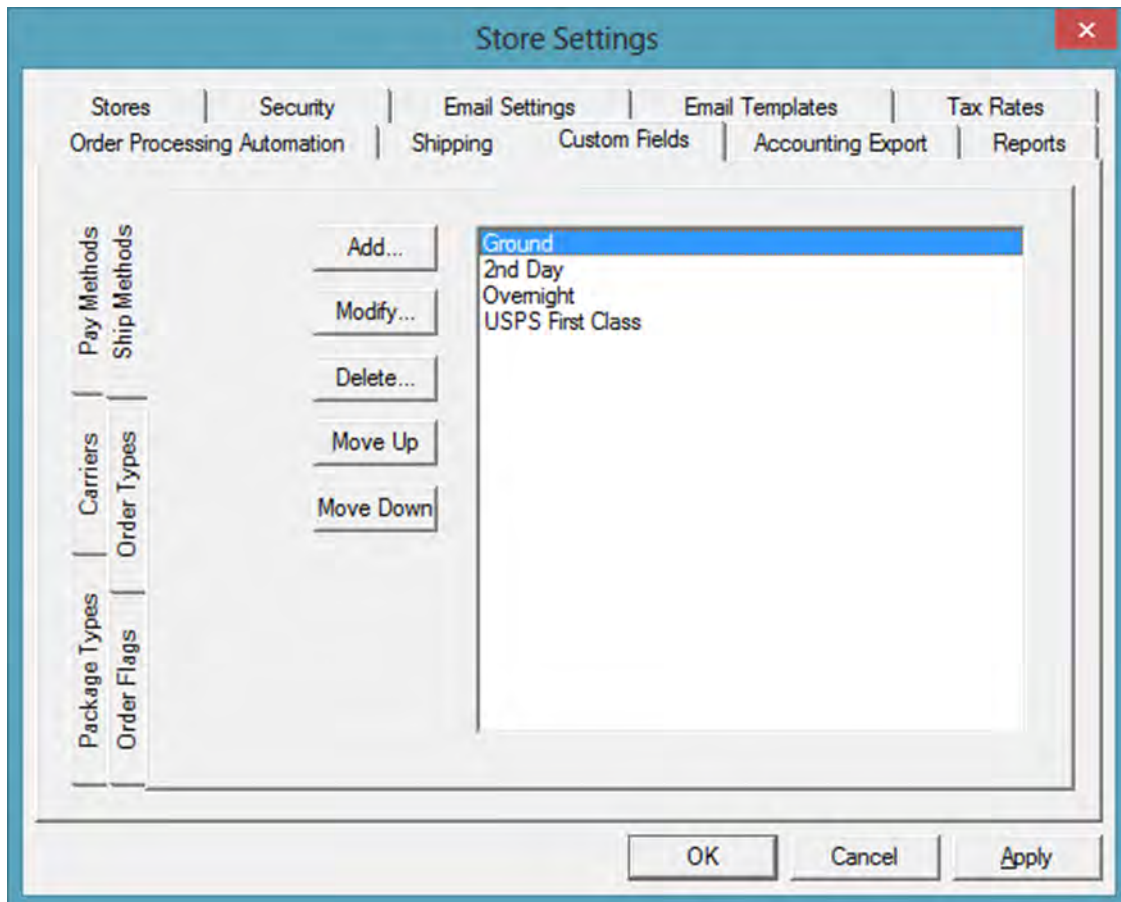 Store Settings
Stores Security Email Settings Email Templates Tax Rates
Order Processing Automation Shipping Custom Fields Accounting Export Reports
Pay Methods
Ship Methods
Carriers
Order Types
Package Types
Order Flags
Add...
Modify...
Delete...
Move Up
Move Down
Ground
2nd Day
Overnight
USPS First Class
OK Cancel Apply